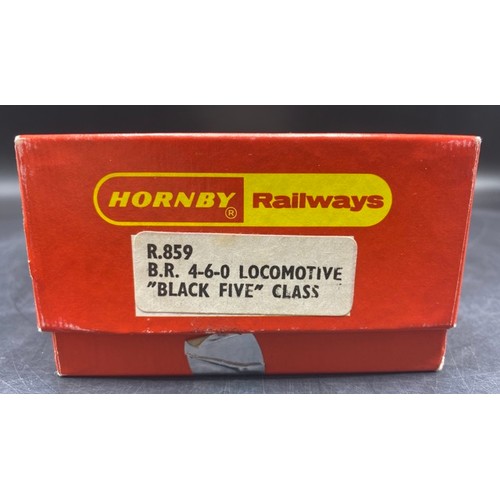 HORNBY® Railways
R.859
B.R. 4-6-0 LOCOMOTIVE
"BLACK FIVE" CLASS